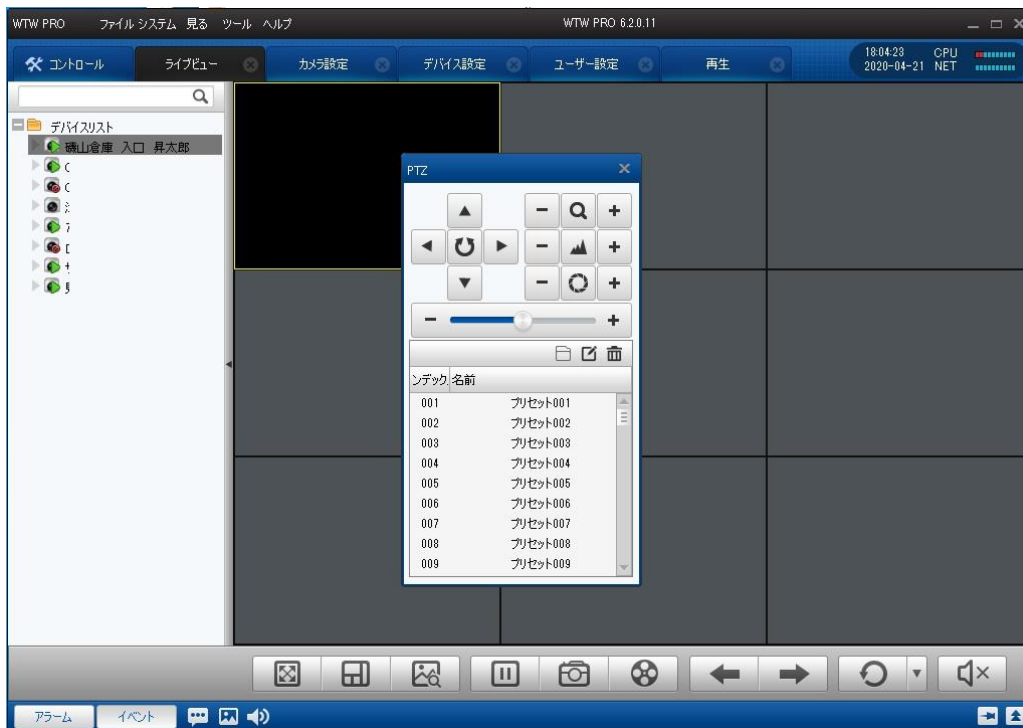 WTW PRO ファイル システム 見る ツール ヘルプ WTW PRO 6.2.0.11
コントロール ライブビュー カメラ設定 デバイス設定 ユーザー設定 再生 18:04:23 CPU
2020-04-21 NET
デバイスリスト
磯山倉庫 入口 昇太郎
PTZ
ンデック 名前
001 プリセット001
002 プリセット002
003 プリセット003
004 プリセット004
005 プリセット005
006 プリセット006
007 プリセット007
008 プリセット008
009 プリセット009
アラーム イベント